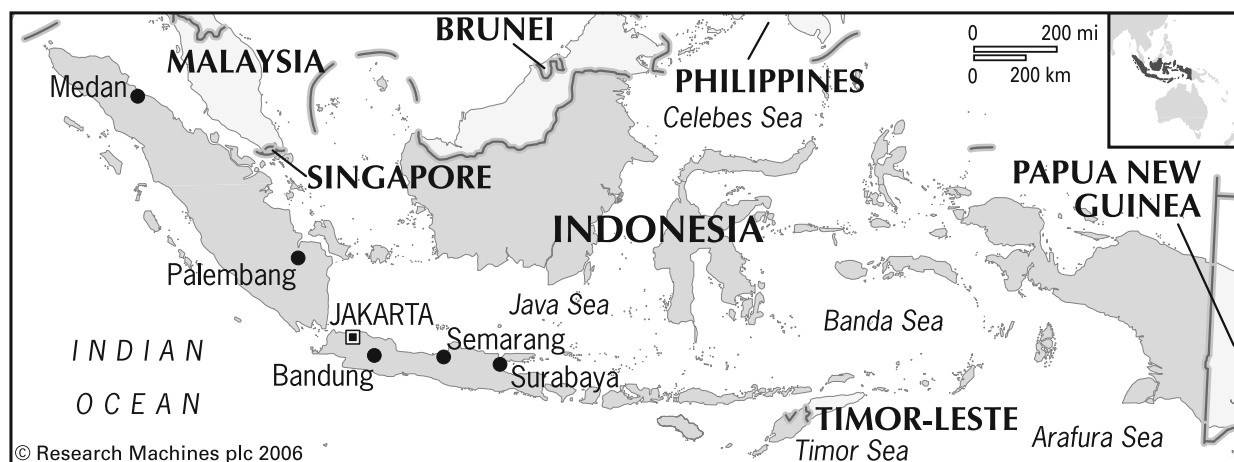 BRUNEI
0 200 mi
0 200 km
MALAYSIA
PHILIPPINES
Medan
Celebes Sea
SINGAPORE
PAPUA NEW
GUINEA
INDONESIA
Palembang
Java Sea
JAKARTA
Banda Sea
Semarang
INDIAN
OCEAN
Bandung
Surabaya
TIMOR-LESTE
Timor Sea
Arafura Sea
© Research Machines plc 2006